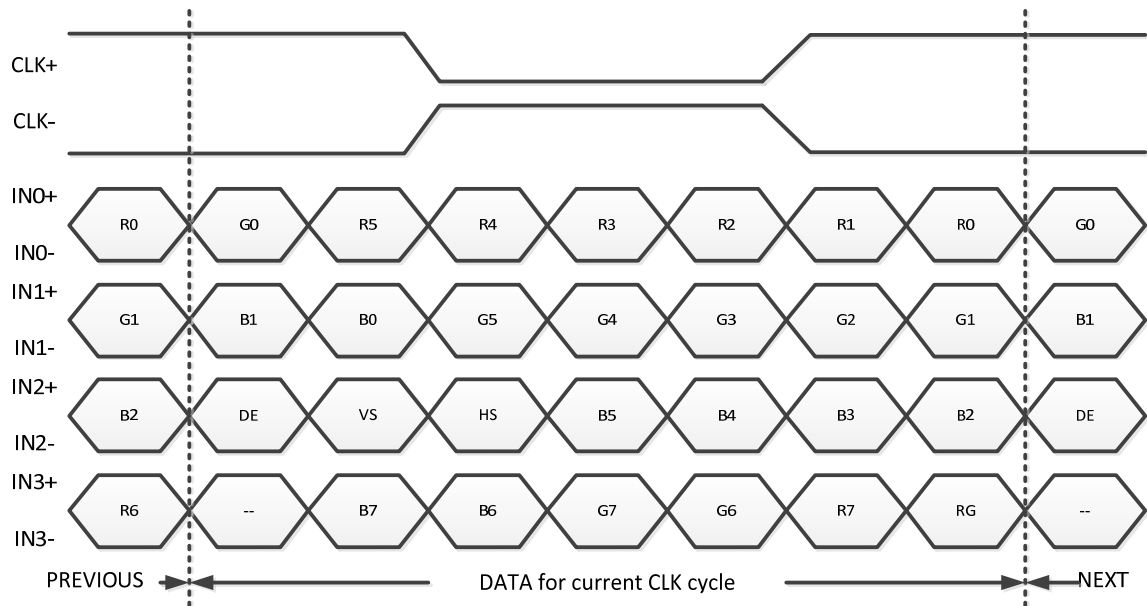 CLK+
CLK-
IN0+
R0 G0 R5 R4 R3 R2 R1 R0 G0
IN0-
IN1+
G1 B1 B0 G5 G4 G3 G2 G1 B1
IN1-
IN2+
B2 DE VS HS B5 B4 B3 B2 DE
IN2-
IN3+
R6 -- B7 B6 G7 G6 R7 RG --
IN3-
PREVIOUS DATA for current CLK cycle NEXT